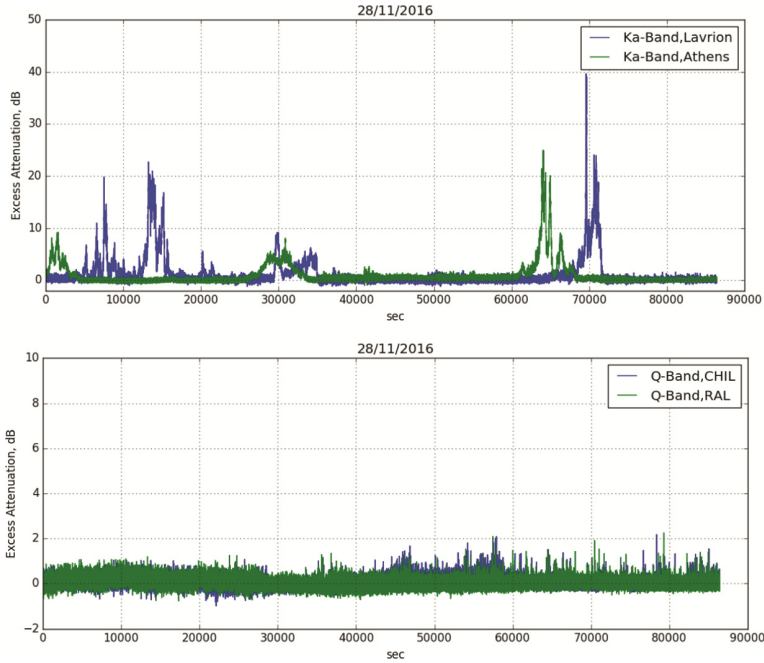 28/11/2016
50
40
30
20
10
0
Excess Attenuation, dB
Ka-Band,Lavrion
Ka-Band,Athens
0 10000 20000 30000 40000 50000 60000 70000 80000 90000
sec
28/11/2016
10
8
6
4
2
0
−2
Excess Attenuation, dB
Q-Band,CHIL
Q-Band,RAL
0 10000 20000 30000 40000 50000 60000 70000 80000 90000
sec